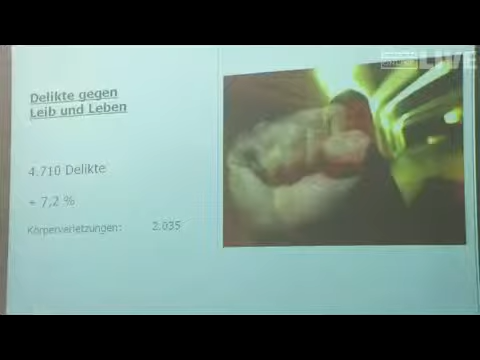 Delikte gegen
Leib und Leben
4.710 Delikte
+ 7,2 %
Körperverletzungen: 2.035
LIVE